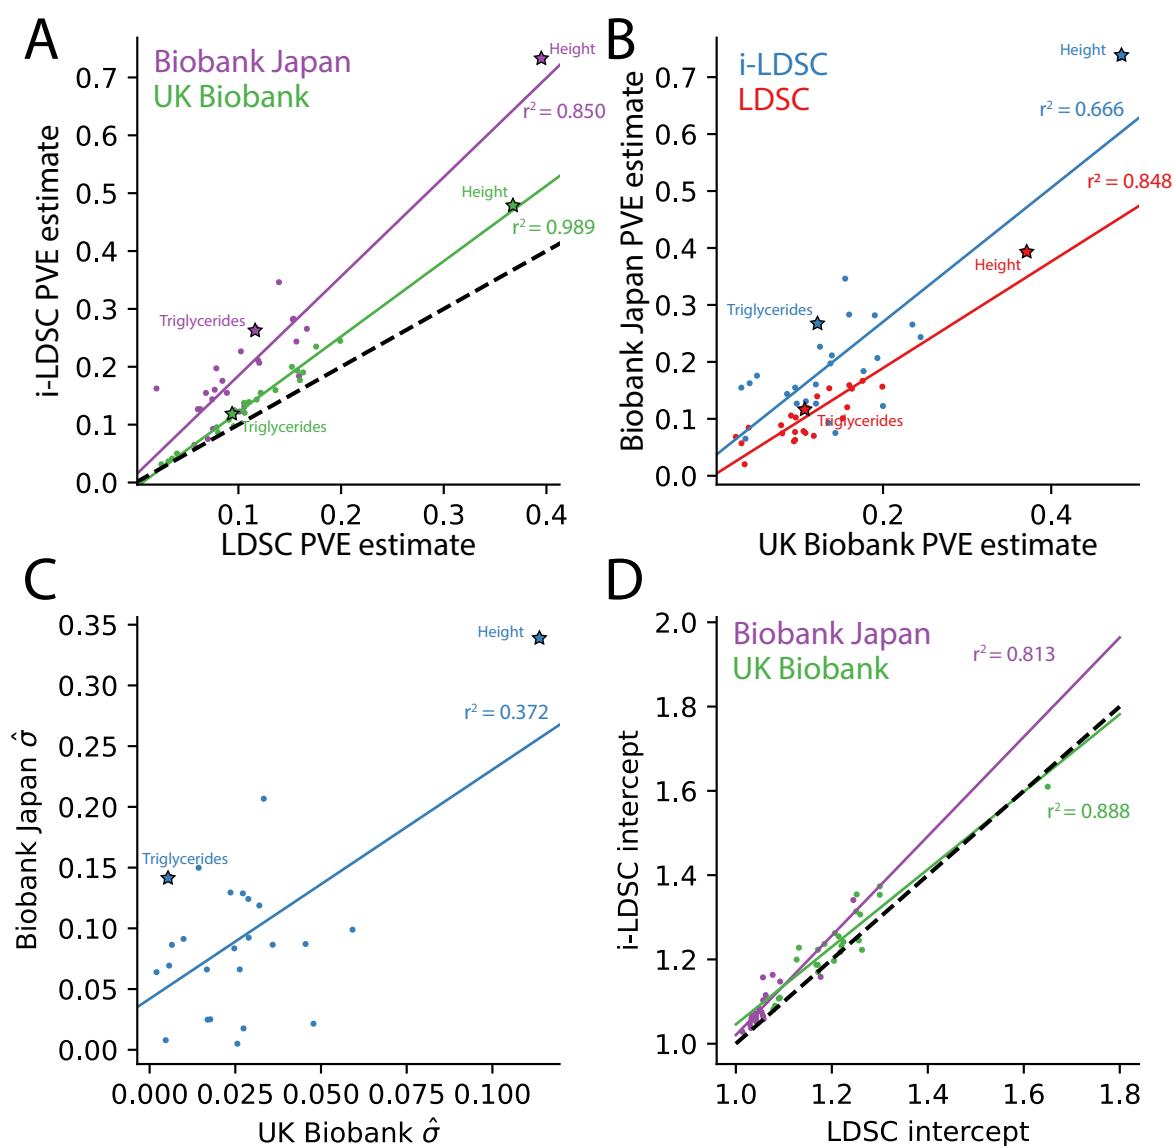 A
Biobank Japan
UK Biobank
Height
r² = 0.850
Height
r² = 0.989
Triglycerides
Triglycerides
i-LDSC PVE estimate
0.7
0.6
0.5
0.4
0.3
0.2
0.1
0.0
0.1 0.2 0.3 0.4
LDSC PVE estimate
B
i-LDSC
LDSC
Height
r² = 0.666
r² = 0.848
Height
Triglycerides
Triglycerides
Biobank Japan PVE estimate
0.7
0.6
0.5
0.4
0.3
0.2
0.1
0.0
0.2 0.4
UK Biobank PVE estimate
C
Height
r² = 0.372
Triglycerides
Biobank Japan σ̂
0.35
0.30
0.25
0.20
0.15
0.10
0.05
0.00
0.000 0.025 0.050 0.075 0.100
UK Biobank σ̂
D
Biobank Japan
UK Biobank
r² = 0.813
r² = 0.888
i-LDSC intercept
2.0
1.8
1.6
1.4
1.2
1.0
1.0 1.2 1.4 1.6 1.8
LDSC intercept